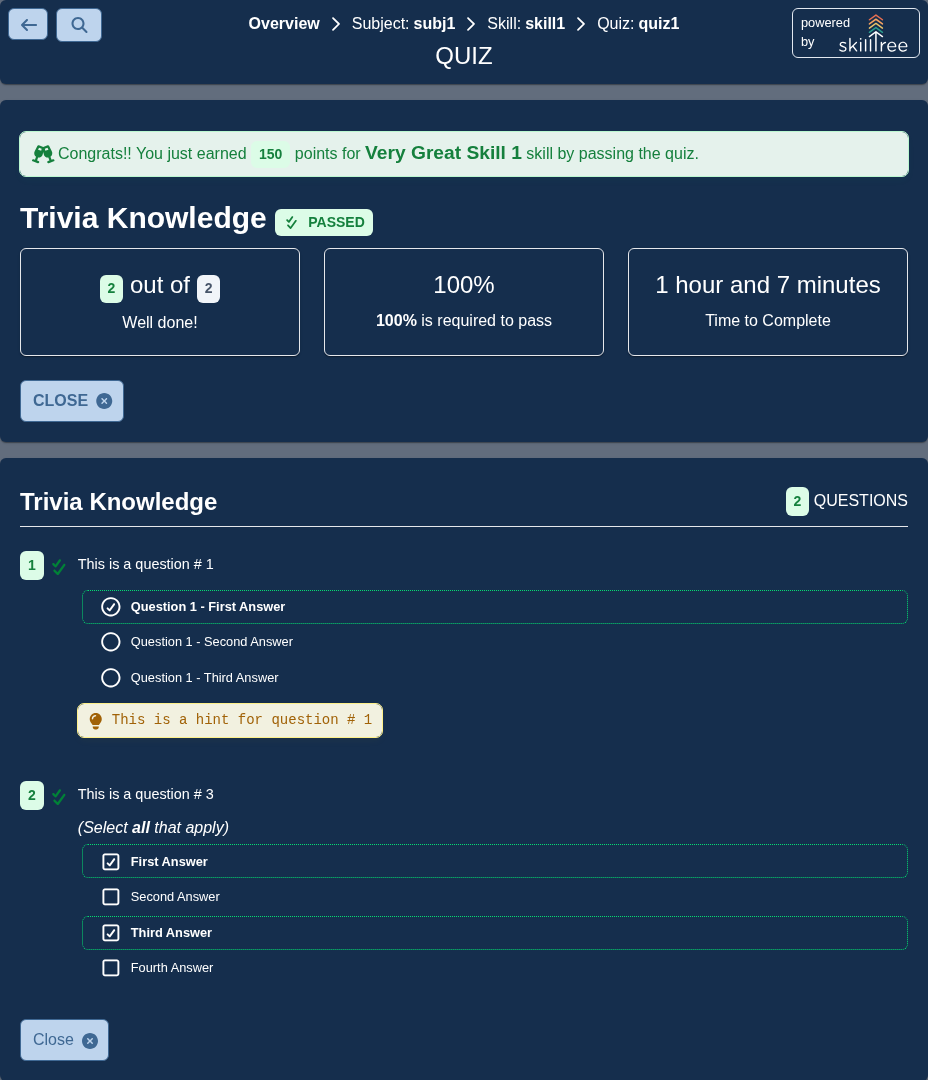 Overview > Subject: subj1 > Skill: skill1 > Quiz: quiz1
QUIZ
powered by skilltree
Congrats!! You just earned 150 points for Very Great Skill 1 skill by passing the quiz.
Trivia Knowledge PASSED
2 out of 2
Well done!
100%
100% is required to pass
1 hour and 7 minutes
Time to Complete
CLOSE
Trivia Knowledge
2 QUESTIONS
1 This is a question # 1
Question 1 - First Answer
Question 1 - Second Answer
Question 1 - Third Answer
This is a hint for question # 1
2 This is a question # 3
(Select all that apply)
First Answer
Second Answer
Third Answer
Fourth Answer
Close